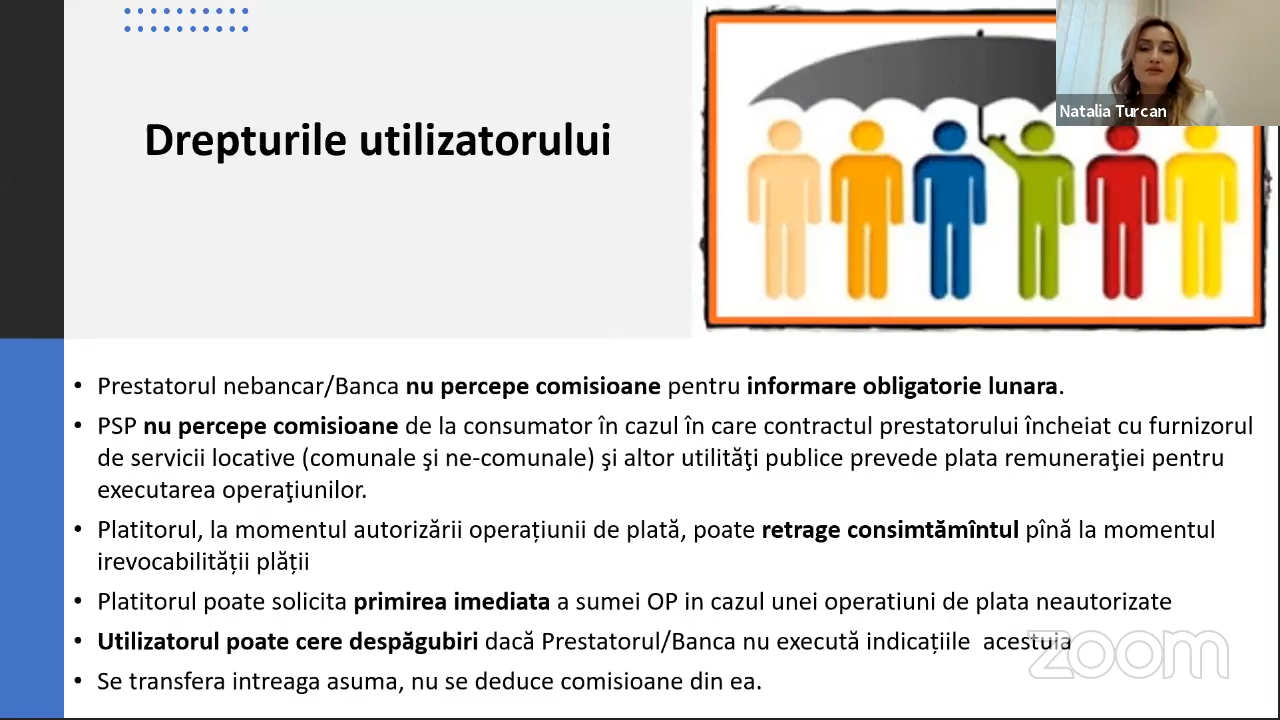 Natalia Turcan
Drepturile utilizatorului
• Prestatorul nebancar/Banca nu percepe comisioane pentru informare obligatorie lunara.
• PSP nu percepe comisioane de la consumator în cazul în care contractul prestatorului încheiat cu furnizorul
de servicii locative (comunale şi ne-comunale) şi altor utilităţi publice prevede plata remuneraţiei pentru
executarea operaţiunilor.
• Platitorul, la momentul autorizării operațiunii de plată, poate retrage consimtămîntul pînă la momentul
irevocabilității plății
• Platitorul poate solicita primirea imediata a sumei OP in cazul unei operatiuni de plata neautorizate
• Utilizatorul poate cere despăgubiri dacă Prestatorul/Banca nu execută indicațiile acestuia
• Se transfera intreaga asuma, nu se deduce comisioane din ea.
zoom